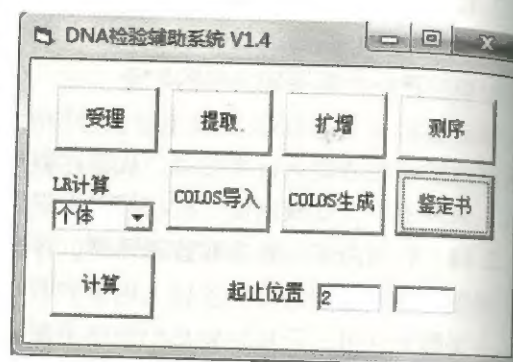 DNA检验辅助系统 V1.4
受理 提取 扩增 测序
LR计算
个体 COLOS导入 COLOS生成 鉴定书
计算 起止位置 2